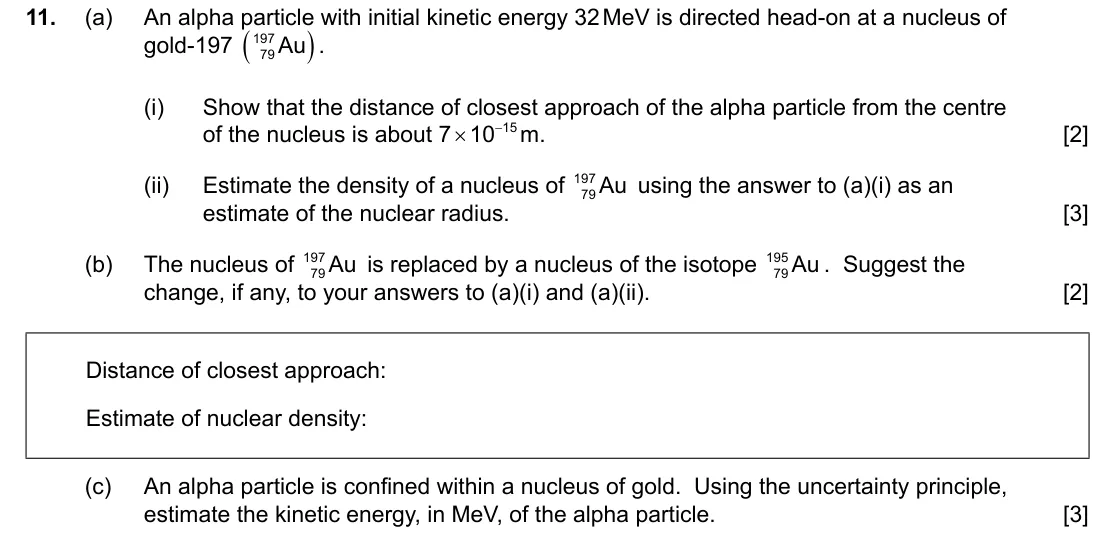 11. (a) An alpha particle with initial kinetic energy 32 MeV is directed head-on at a nucleus of
gold-197 (¹⁹⁷₇₉Au).
(i) Show that the distance of closest approach of the alpha particle from the centre
of the nucleus is about 7 × 10⁻¹⁵ m. [2]
(ii) Estimate the density of a nucleus of ¹⁹⁷₇₉Au using the answer to (a)(i) as an
estimate of the nuclear radius. [3]
(b) The nucleus of ¹⁹⁷₇₉Au is replaced by a nucleus of the isotope ¹⁹⁵₇₉Au. Suggest the
change, if any, to your answers to (a)(i) and (a)(ii). [2]
Distance of closest approach:
Estimate of nuclear density:
(c) An alpha particle is confined within a nucleus of gold. Using the uncertainty principle,
estimate the kinetic energy, in MeV, of the alpha particle. [3]